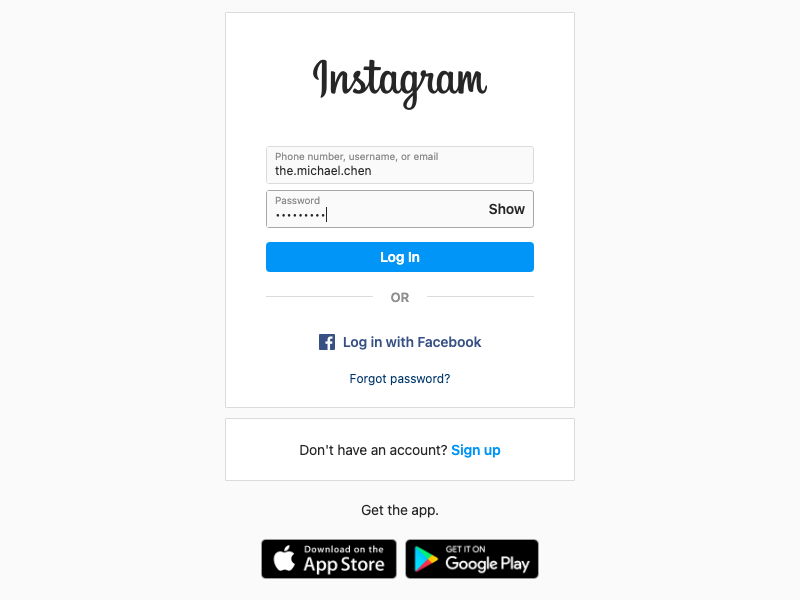 Instagram
Phone number, username, or email
the.michael.chen
Password
•••••••••
Show
Log In
OR
Log in with Facebook
Forgot password?
Don't have an account? Sign up
Get the app.
Download on the
App Store
GET IT ON
Google Play